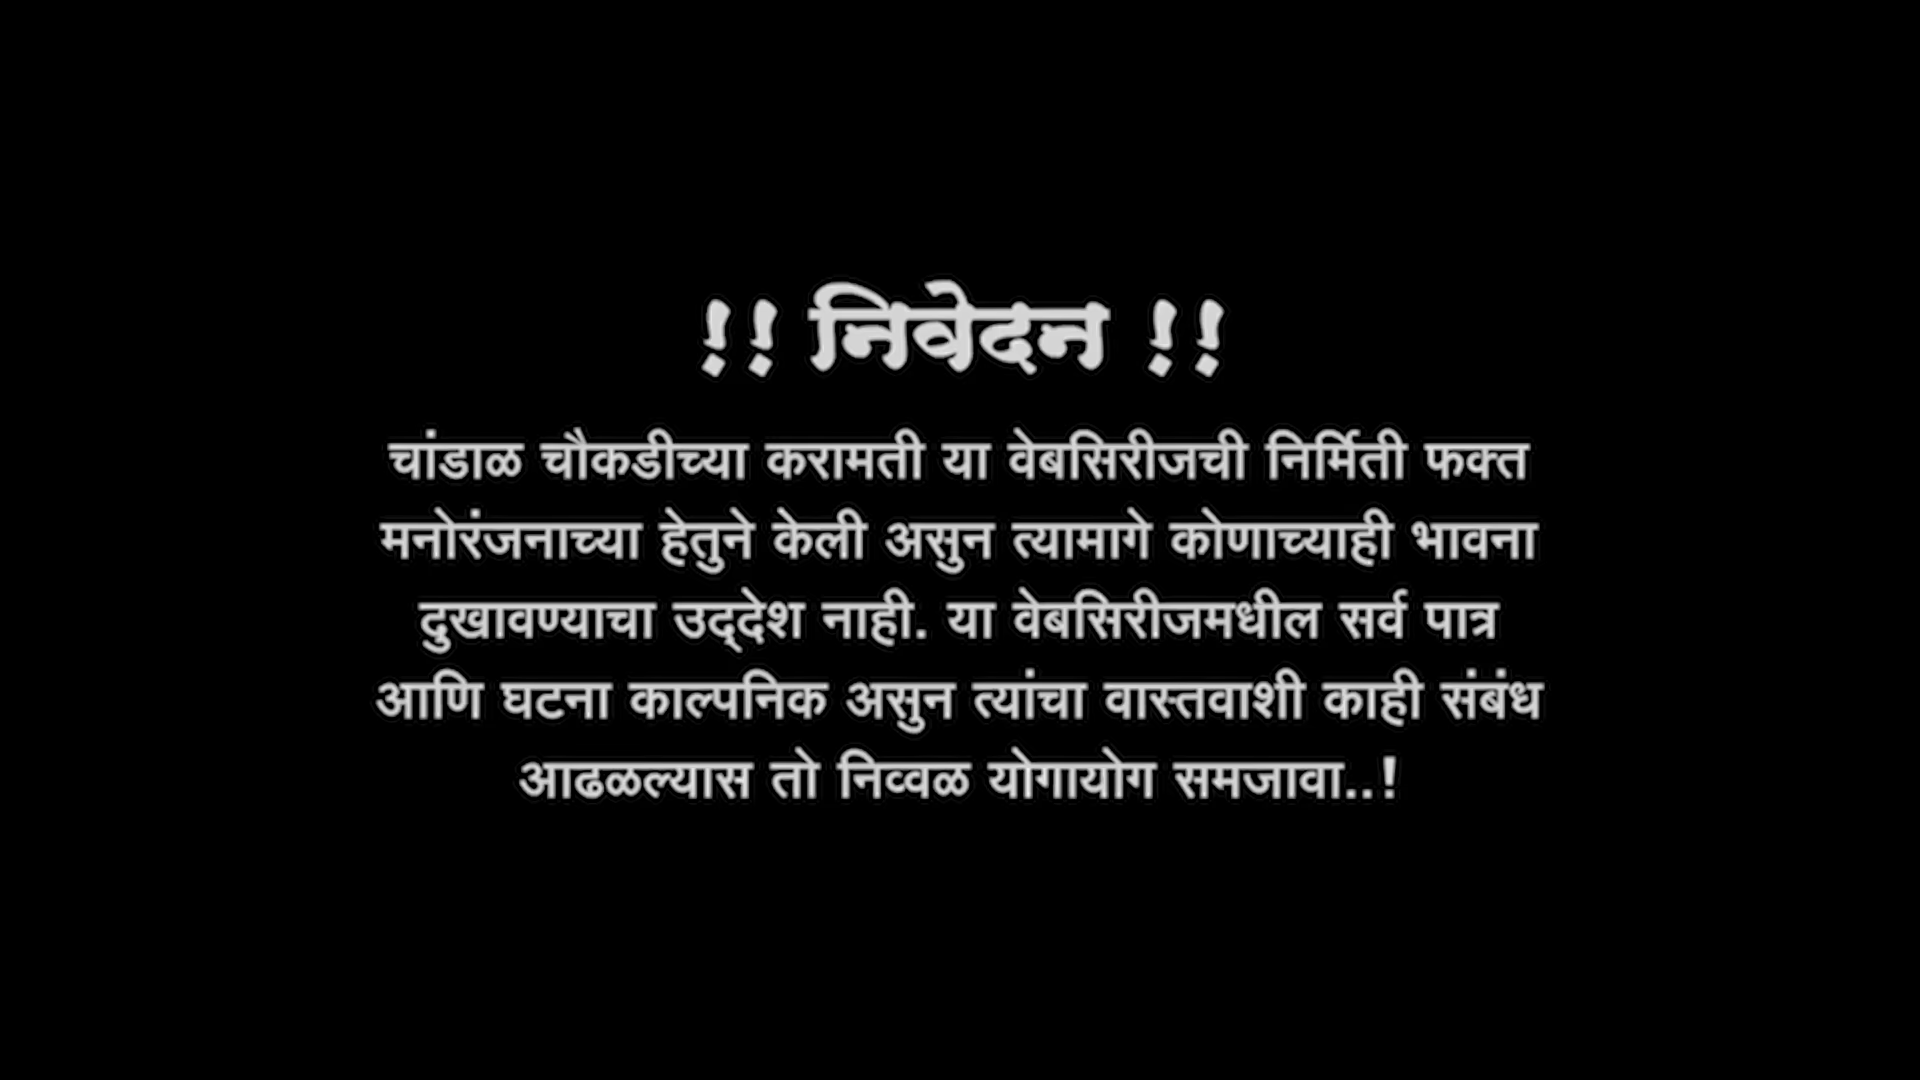 !! निवेदन !!
चांडाळ चौकडीच्या करामती या वेबसिरीजची निर्मिती फक्त
मनोरंजनाच्या हेतुने केली असुन त्यामागे कोणाच्याही भावना
दुखावण्याचा उद्‌देश नाही. या वेबसिरीजमधील सर्व पात्र
आणि घटना काल्पनिक असुन त्यांचा वास्तवाशी काही संबंध
आढळल्यास तो निव्वळ योगायोग समजावा..!